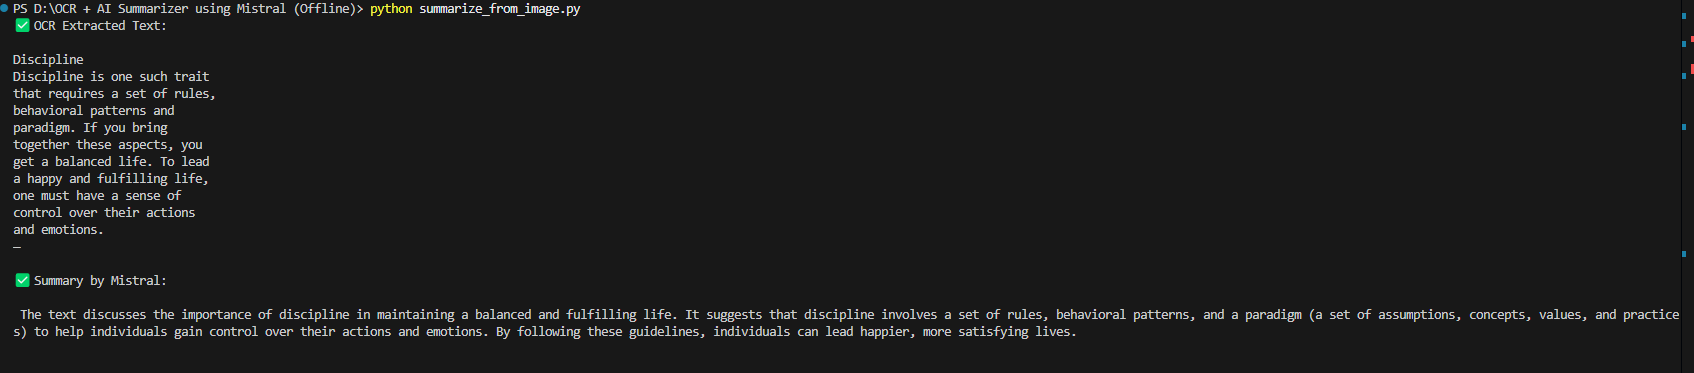 PS D:\OCR + AI Summarizer using Mistral (Offline)> python summarize_from_image.py
✅ OCR Extracted Text:
Discipline
Discipline is one such trait
that requires a set of rules,
behavioral patterns and
paradigm. If you bring
together these aspects, you
get a balanced life. To lead
a happy and fulfilling life,
one must have a sense of
control over their actions
and emotions.
—
✅ Summary by Mistral:
The text discusses the importance of discipline in maintaining a balanced and fulfilling life. It suggests that discipline involves a set of rules, behavioral patterns, and a paradigm (a set of assumptions, concepts, values, and practice
s) to help individuals gain control over their actions and emotions. By following these guidelines, individuals can lead happier, more satisfying lives.